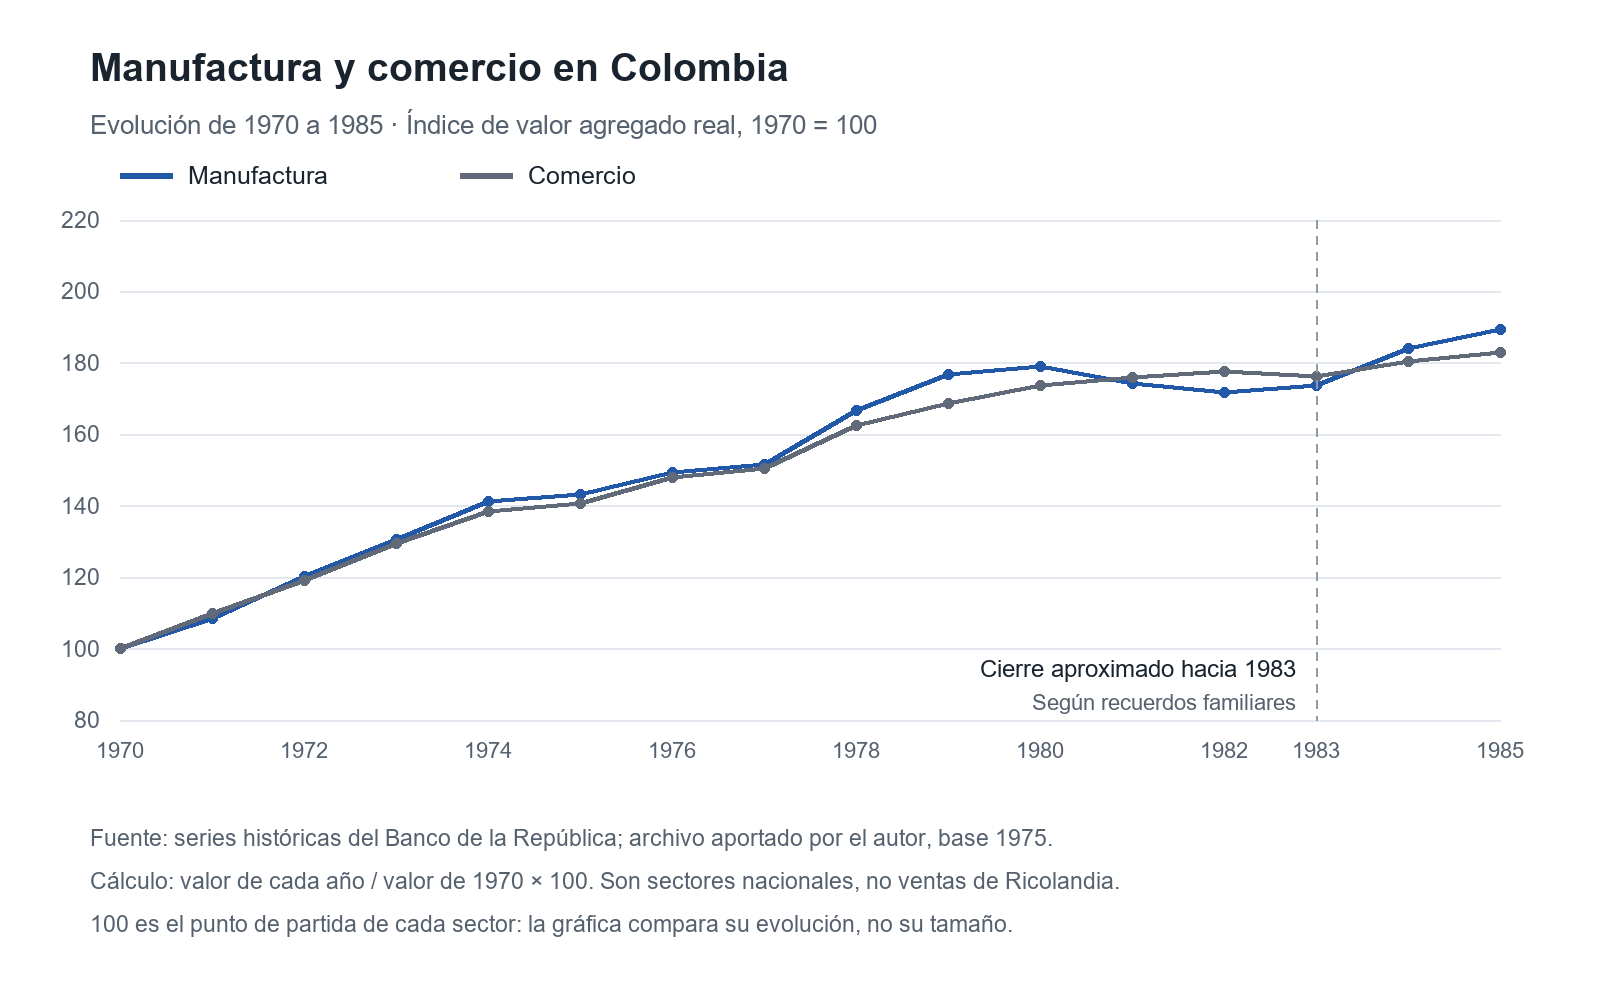 Manufactura y comercio en Colombia
Evolución de 1970 a 1985 · Índice de valor agregado real, 1970 = 100
Manufactura
Comercio
220
200
180
160
140
120
100
80
Cierre aproximado hacia 1983
Según recuerdos familiares
1970 1972 1974 1976 1978 1980 1982 1983 1985
Fuente: series históricas del Banco de la República; archivo aportado por el autor, base 1975.
Cálculo: valor de cada año / valor de 1970 × 100. Son sectores nacionales, no ventas de Ricolandia.
100 es el punto de partida de cada sector: la gráfica compara su evolución, no su tamaño.